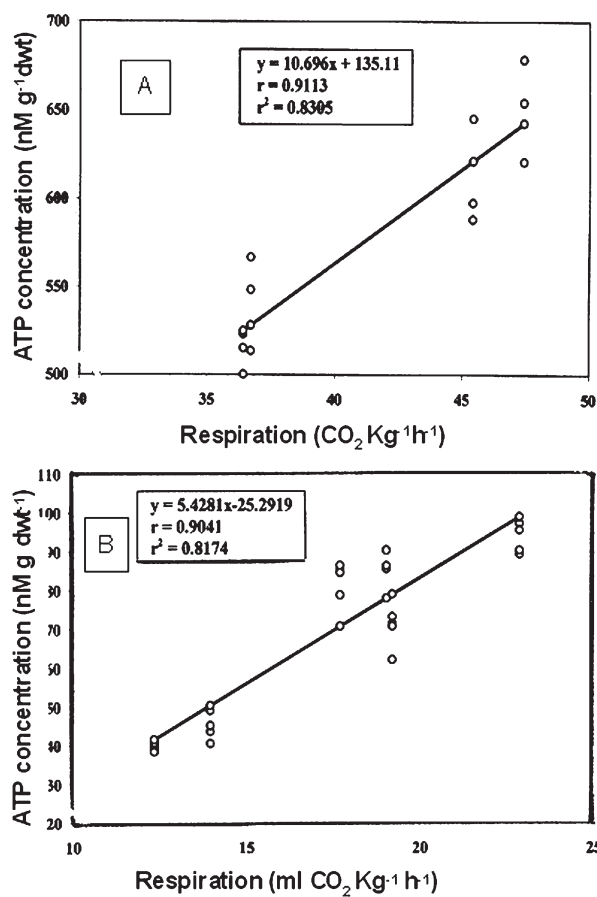 700
650
600
550
500
ATP concentration (nM g-1dwt)
A
y = 10.696x + 135.11
r = 0.9113
r² = 0.8305
30 35 40 45 50
Respiration (CO₂ Kg-1h-1)
110
100
90
80
70
60
50
40
30
20
ATP concentration (nM g dwt-1)
B
y = 5.4281x-25.2919
r = 0.9041
r² = 0.8174
10 15 20 25
Respiration (ml CO₂ Kg-1 h-1)